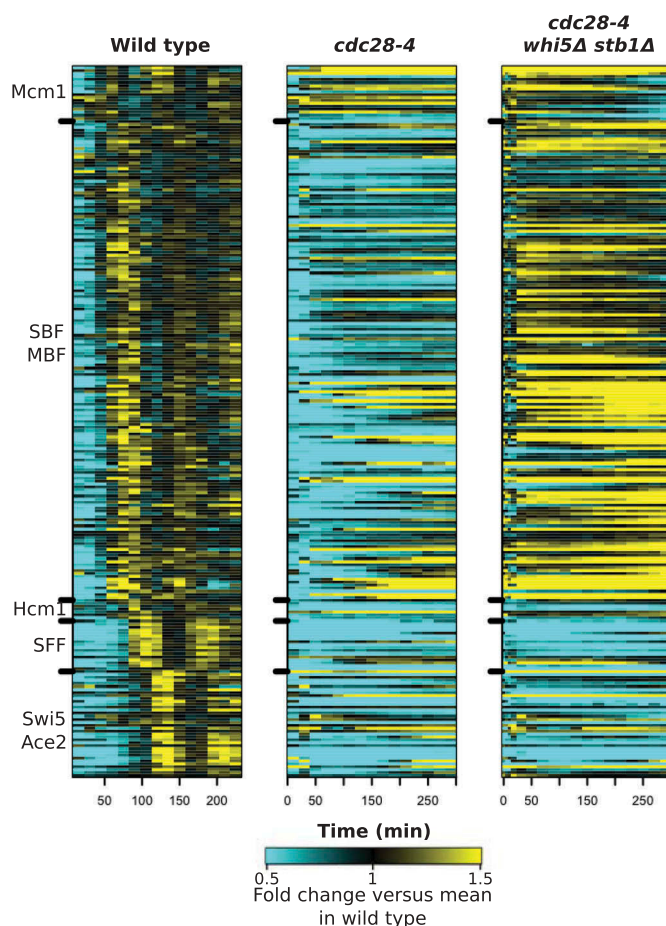 Wild type
cdc28-4
cdc28-4
whi5Δ stb1Δ
Mcm1
SBF
MBF
Hcm1
SFF
Swi5
Ace2
50 100 150 200
0 50 150 250
0 50 150 250
Time (min)
0.5 1 1.5
Fold change versus mean
in wild type